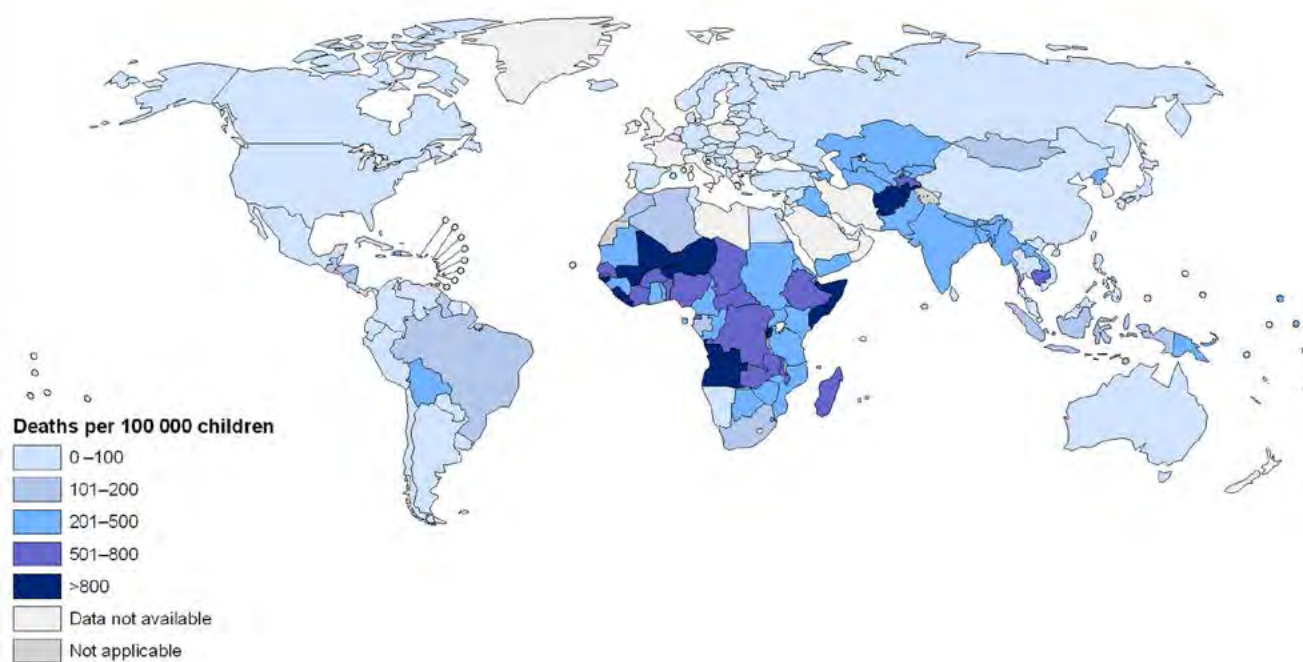 Deaths per 100 000 children
0 –100
101–200
201–500
501–800
>800
Data not available
Not applicable